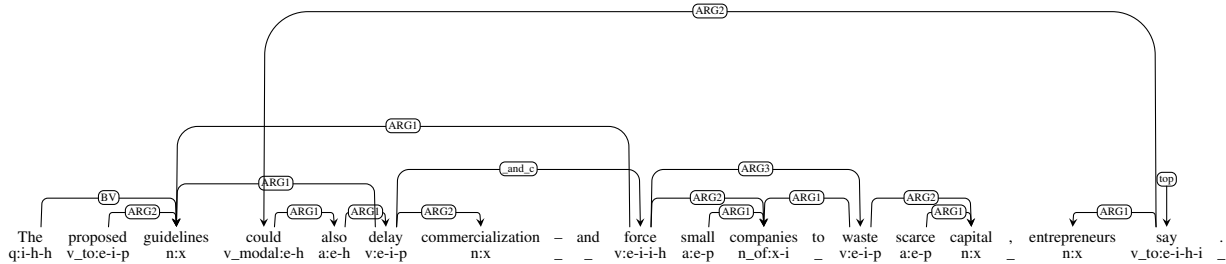 ARG2
ARG1
_and_c ARG3 top
BV ARG1 ARG2 ARG1 ARG1 ARG2 ARG2 ARG1 ARG1 ARG2 ARG1 ARG1
The proposed guidelines could also delay commercialization – and force small companies to waste scarce capital , entrepreneurs say .
q:i-h-h v_to:e-i-p n:x v_modal:e-h a:e-h v:e-i-p n:x _ _ v:e-i-i-h a:e-p n_of:x-i _ v:e-i-p a:e-p n:x _ n:x v_to:e-i-h-i _